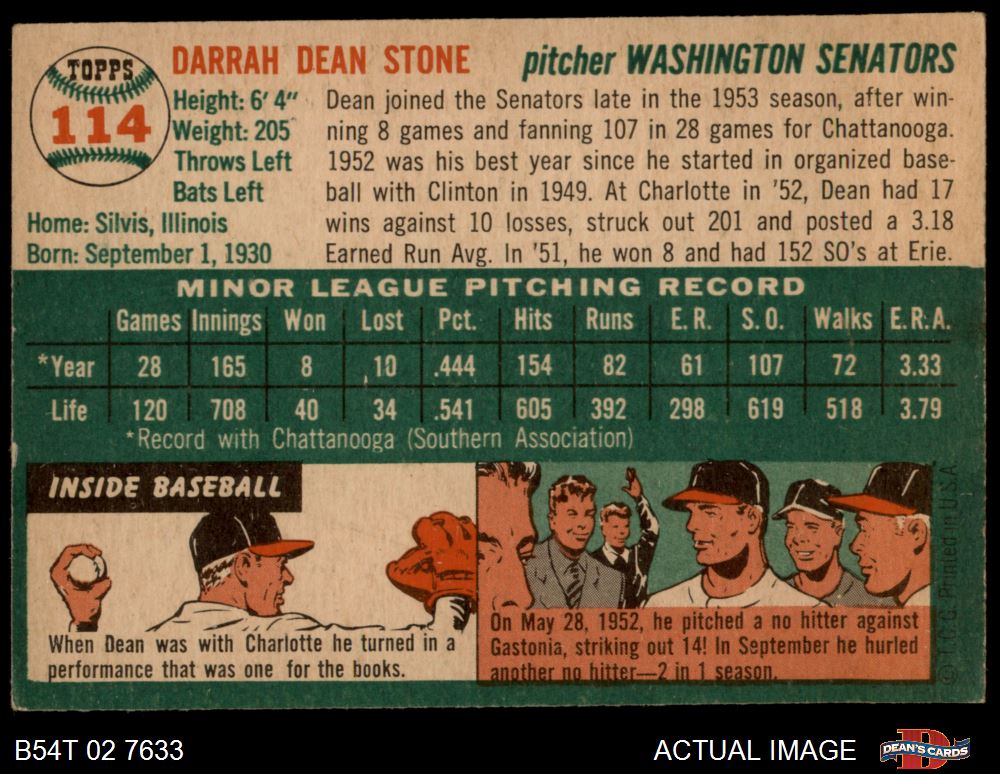 TOPPS
114
DARRAH DEAN STONE
pitcher WASHINGTON SENATORS
Height: 6' 4"
Weight: 205
Throws Left
Bats Left
Home: Silvis, Illinois
Born: September 1, 1930
Dean joined the Senators late in the 1953 season, after win-
ning 8 games and fanning 107 in 28 games for Chattanooga.
1952 was his best year since he started in organized base-
ball with Clinton in 1949. At Charlotte in '52, Dean had 17
wins against 10 losses, struck out 201 and posted a 3.18
Earned Run Avg. In '51, he won 8 and had 152 SO's at Erie.
MINOR LEAGUE PITCHING RECORD
Games Innings Won Lost Pct. Hits Runs E.R. S.O. Walks E.R.A.
*Year 28 165 8 10 .444 154 82 61 107 72 3.33
Life 120 708 40 34 .541 605 392 298 619 518 3.79
*Record with Chattanooga (Southern Association)
INSIDE BASEBALL
When Dean was with Charlotte he turned in a
performance that was one for the books.
On May 28, 1952, he pitched a no hitter against
Gastonia, striking out 14! In September he hurled
another no hitter—2 in 1 season.
© T.C.G. Printed in U.S.A.
B54T 02 7633
ACTUAL IMAGE
D
DEAN'S CARDS